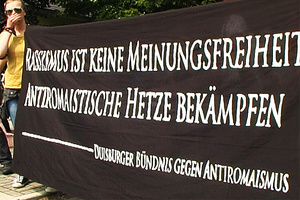 RASSISMUS IST KEINE MEINUNGSFREIHEIT
ANTIROMAISTISCHE HETZE BEKÄMPFEN
DUISBURGER BÜNDNIS GEGEN ANTIROMAISMUS